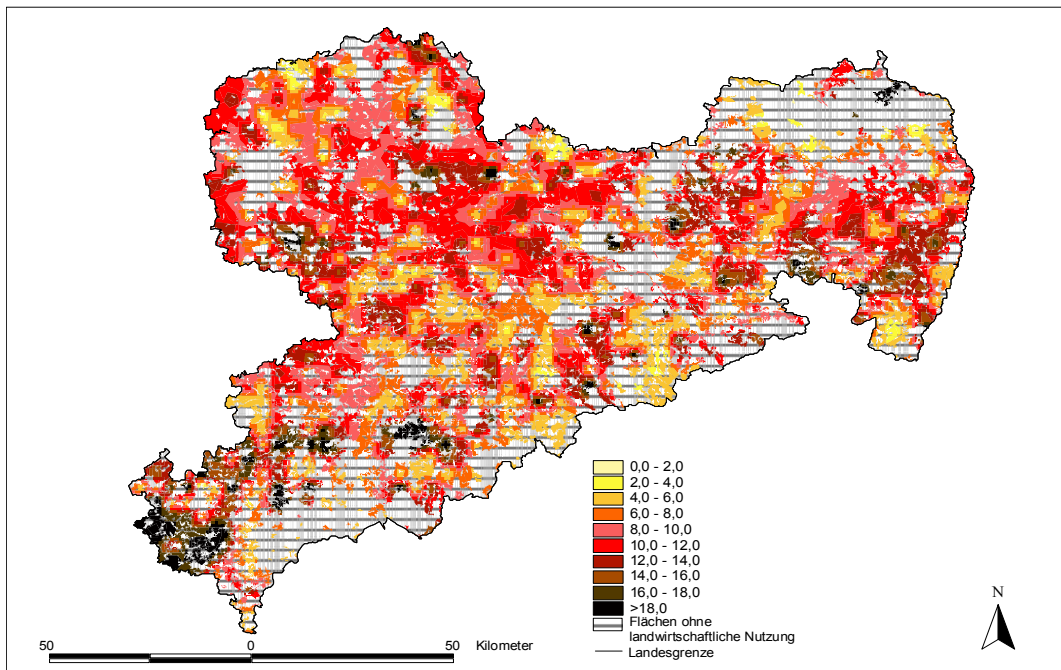 0,0 - 2,0
2,0 - 4,0
4,0 - 6,0
6,0 - 8,0
8,0 - 10,0
10,0 - 12,0
12,0 - 14,0
14,0 - 16,0
16,0 - 18,0
>18,0
Flächen ohne
landwirtschaftliche Nutzung
Landesgrenze
50 0 50 Kilometer
N